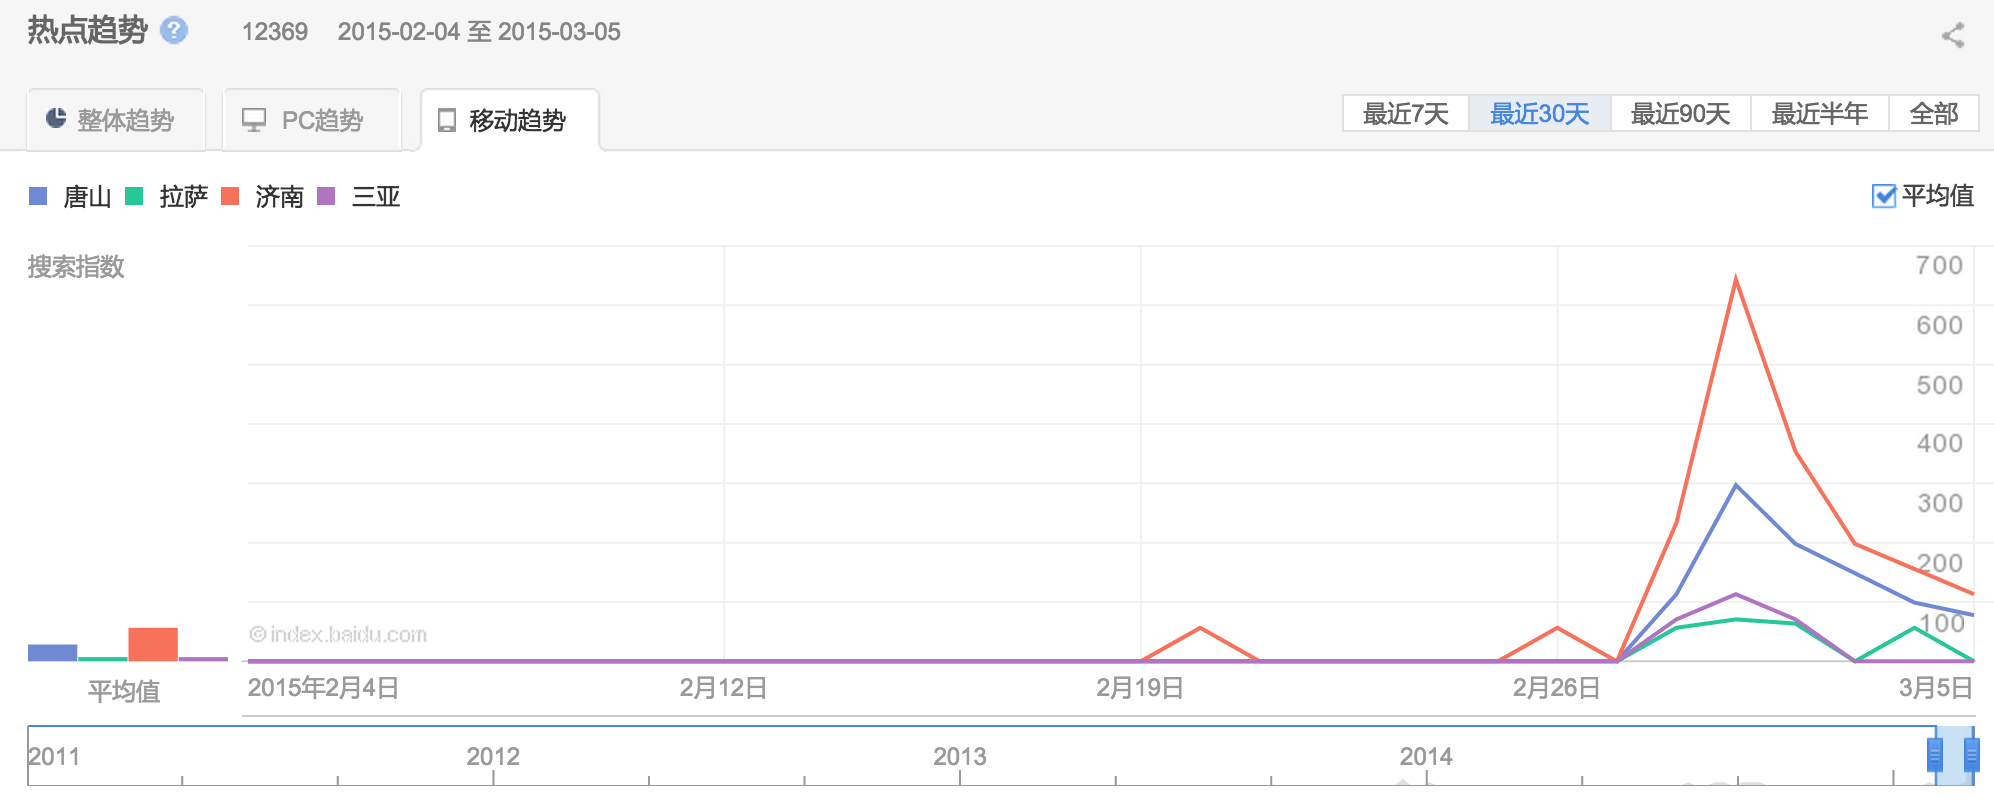 热点趋势 ? 12369 2015-02-04 至 2015-03-05
整体趋势 PC趋势 移动趋势 最近7天 最近30天 最近90天 最近半年 全部
唐山 拉萨 济南 三亚 平均值
搜索指数
700
600
500
400
300
200
100
© index.baidu.com
平均值 2015年2月4日 2月12日 2月19日 2月26日 3月5日
2011 2012 2013 2014